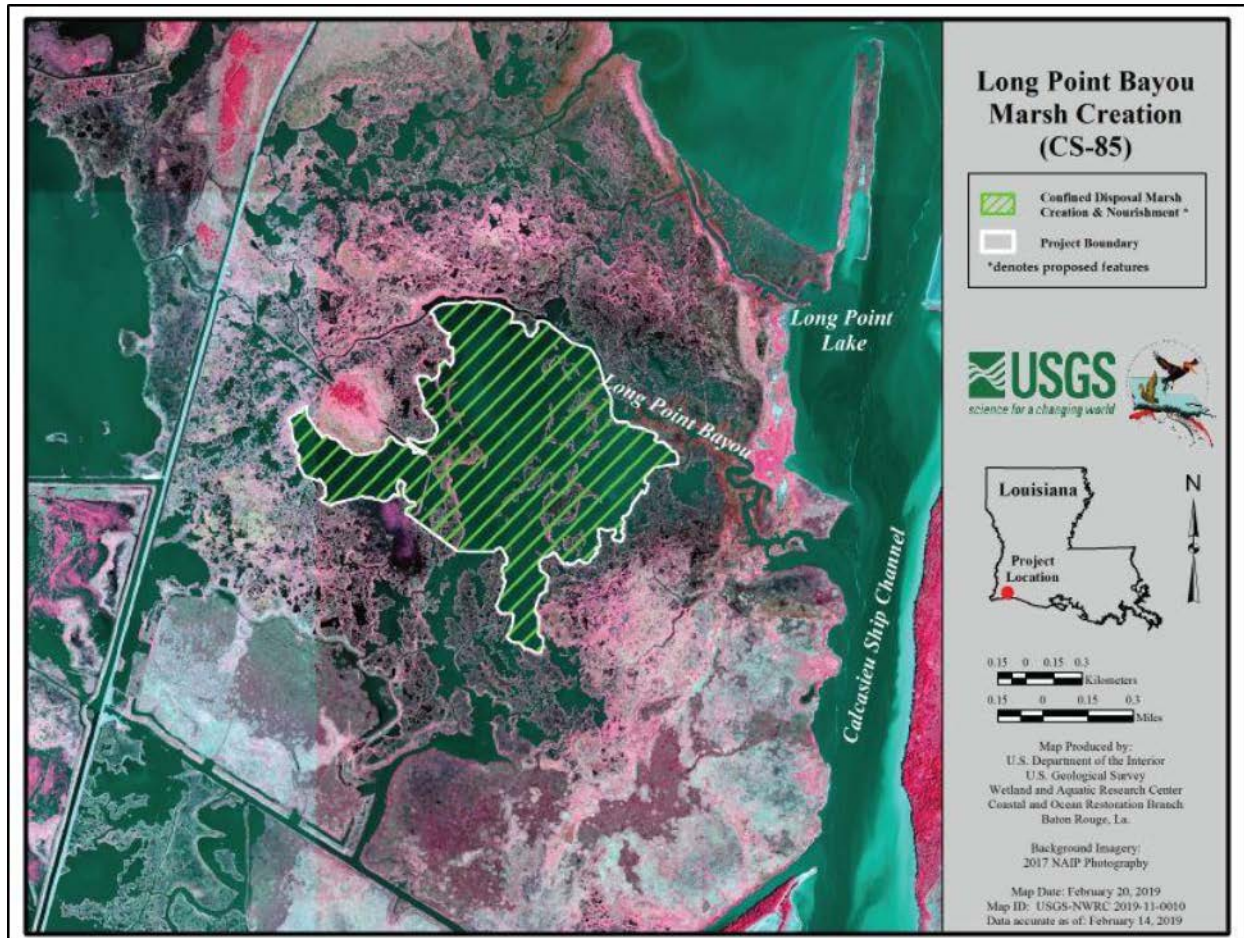 Long Point Bayou
Marsh Creation
(CS-85)
Confined Disposal Marsh
Creation & Nourishment *
Project Boundary
*denotes proposed features
Long Point
Lake
Long Point Bayou
Calcasieu Ship Channel
USGS
science for a changing world
Louisiana
N
Project
Location
0.15 0 0.15 0.3
Kilometers
0.15 0 0.15 0.3
Miles
Map Produced by:
U.S. Department of the Interior
U.S. Geological Survey
Wetland and Aquatic Research Center
Coastal and Ocean Restoration Branch
Baton Rouge, La.
Background Imagery:
2017 NAIP Photography
Map Date: February 20, 2019
Map ID: USGS-NWRC 2019-11-0010
Data accurate as of: February 14, 2019